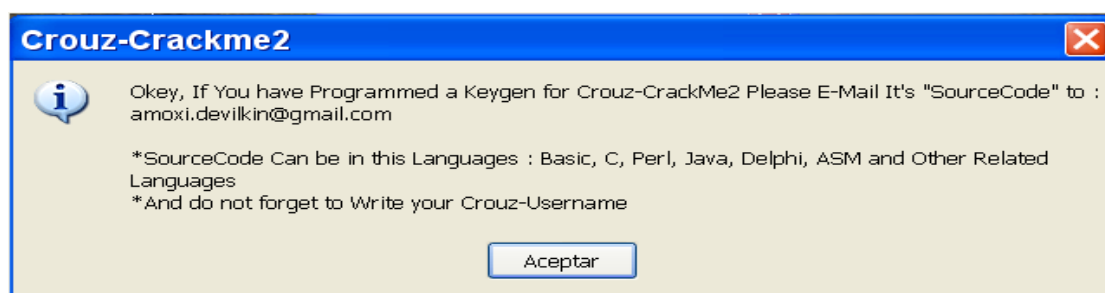 Crouz-Crackme2
Okey, If You have Programmed a Keygen for Crouz-CrackMe2 Please E-Mail It's "SourceCode" to :
amoxi.devilkin@gmail.com
*SourceCode Can be in this Languages : Basic, C, Perl, Java, Delphi, ASM and Other Related
Languages
*And do not forget to Write your Crouz-Username
Aceptar